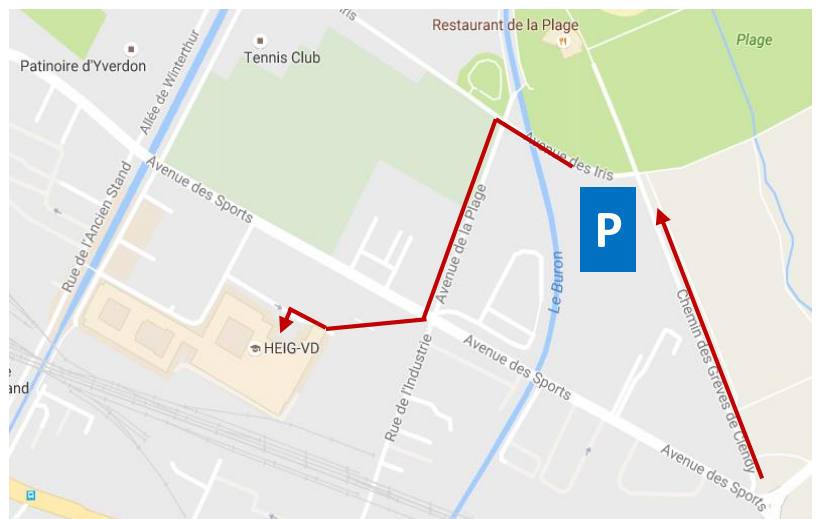 Iris
Restaurant de la Plage
Plage
Patinoire d'Yverdon
Allée de Winterthur
Tennis Club
Avenue des Sports
Avenue des Iris
Rue de l'Ancien Stand
Avenue de la Plage
P
Le Buron
Chemin des Grèves de Clendy
HEIG-VD
Rue de l'Industrie
Avenue des Sports
and
Avenue des Sports